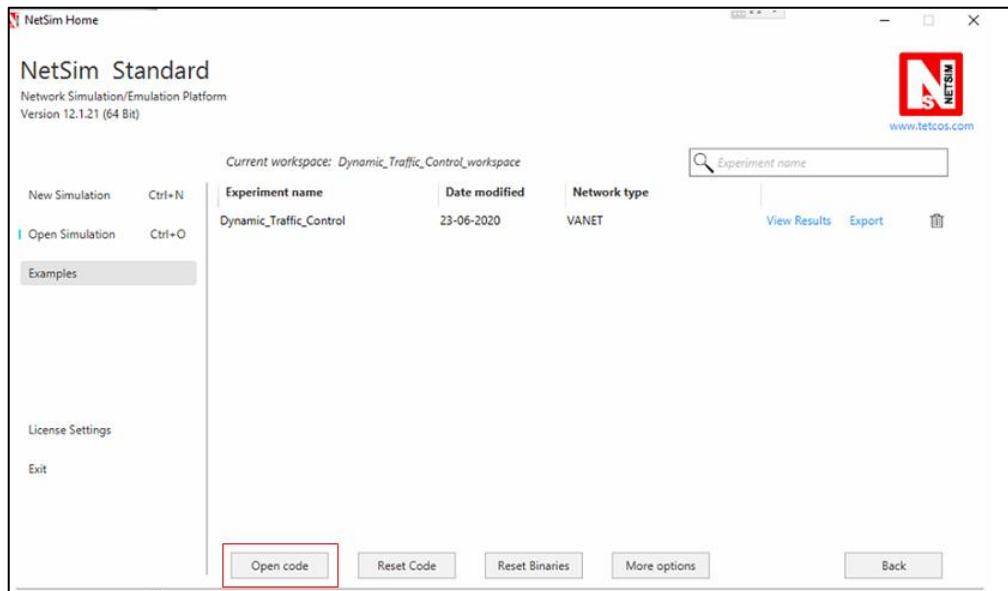 NetSim Home
NetSim Standard
Network Simulation/Emulation Platform
Version 12.1.21 (64 Bit)
NETSIM
www.tetcos.com
Current workspace: Dynamic_Traffic_Control_workspace
Experiment name
New Simulation Ctrl+N
Experiment name Date modified Network type
Dynamic_Traffic_Control 23-06-2020 VANET View Results Export
Open Simulation Ctrl+O
Examples
License Settings
Exit
Open code Reset Code Reset Binaries More options Back